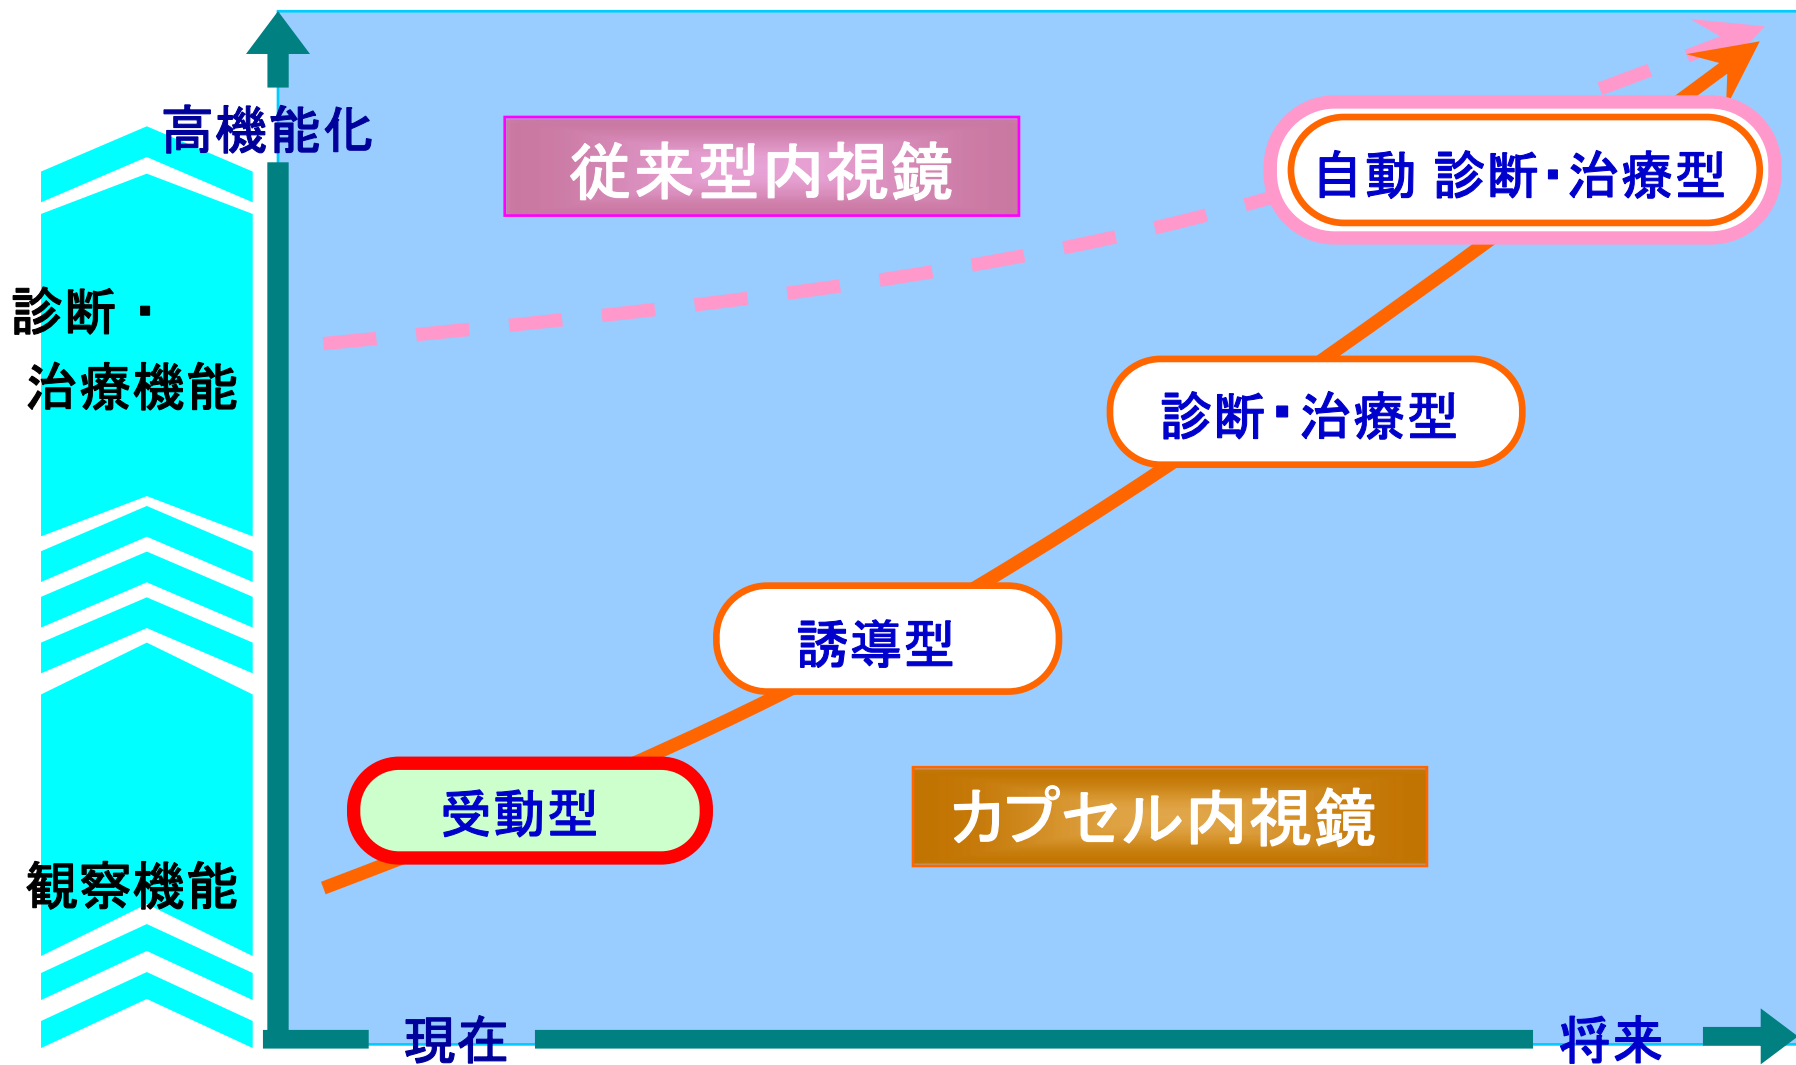 高機能化
従来型内視鏡
自動 診断・治療型
診断・
治療機能
診断・治療型
誘導型
受動型
カプセル内視鏡
観察機能
現在
将来